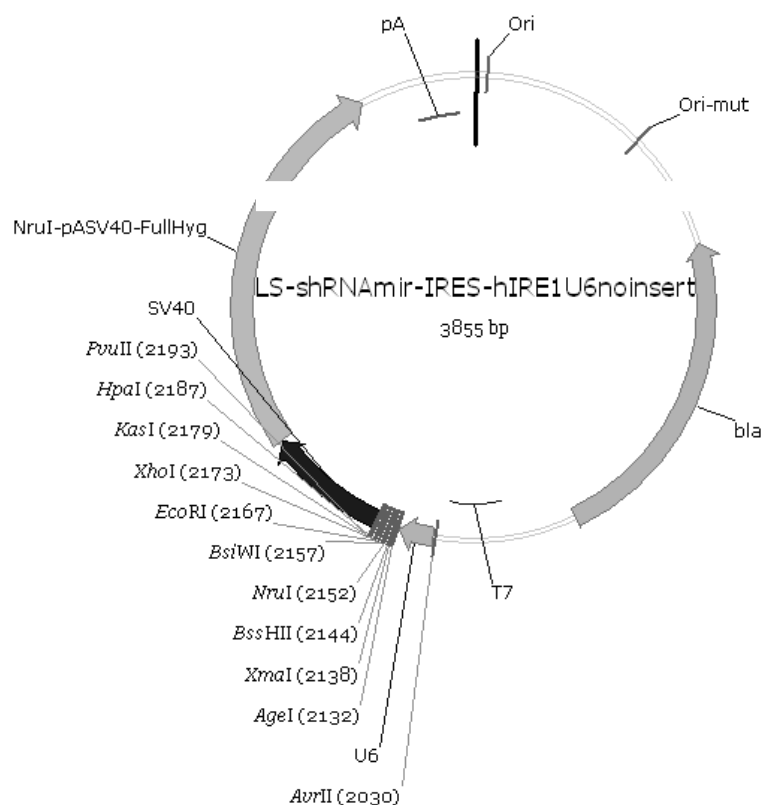 pA
Ori
Ori-mut
NruI-pASV40-FullHyg
LS-shRNAmir-IRES-hIRE1U6noinsert
3855 bp
SV40
PvuII (2193)
HpaI (2187)
KasI (2179)
XhoI (2173)
EcoRI (2167)
BsiWI (2157)
NruI (2152)
BssHII (2144)
XmaI (2138)
AgeI (2132)
U6
AvrII (2030)
T7
bla